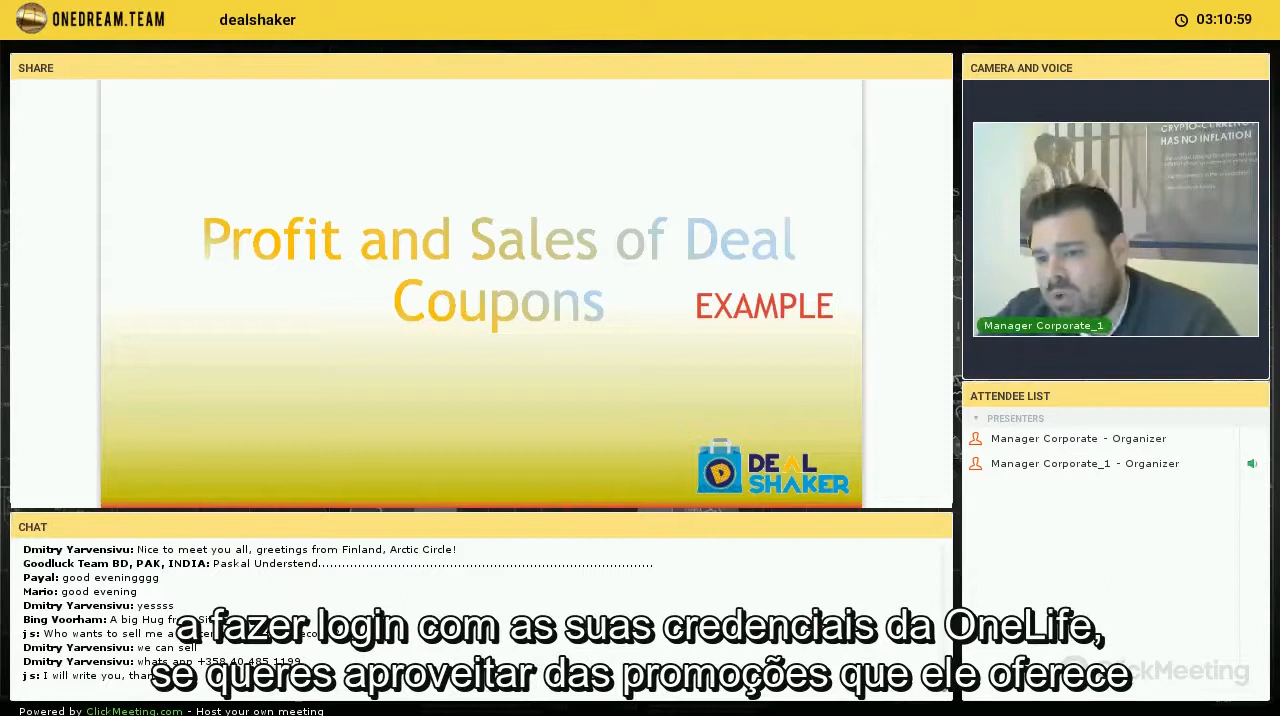 ONEDREAM.TEAM
dealshaker
03:10:59
SHARE
Profit and Sales of Deal
Coupons
EXAMPLE
DEAL
SHAKER
CAMERA AND VOICE
CRYPTO-CURRENCY
HAS NO INFLATION
Manager Corporate_1
ATTENDEE LIST
PRESENTERS
Manager Corporate - Organizer
Manager Corporate_1 - Organizer
CHAT
Dmitry Yarvensivu: Nice to meet you all, greetings from Finland, Arctic Circle!
Goodluck Team BD, PAK, INDIA: Paskal Understend
Payal: good eveningggg
Mario: good evening
Dmitry Yarvensivu: yessss
Bing Voorham: A big Hug from
j s: Who wants to sell me a
Dmitry Yarvensivu: we can sell
Dmitry Yarvensivu: whats app +358 40 485 1199
j s: I will write you,
a fazer login com as suas credenciais da OneLife,
se queres aproveitar das promoções que ele oferece
ClickMeeting
Powered by ClickMeeting.com - Host your own meeting